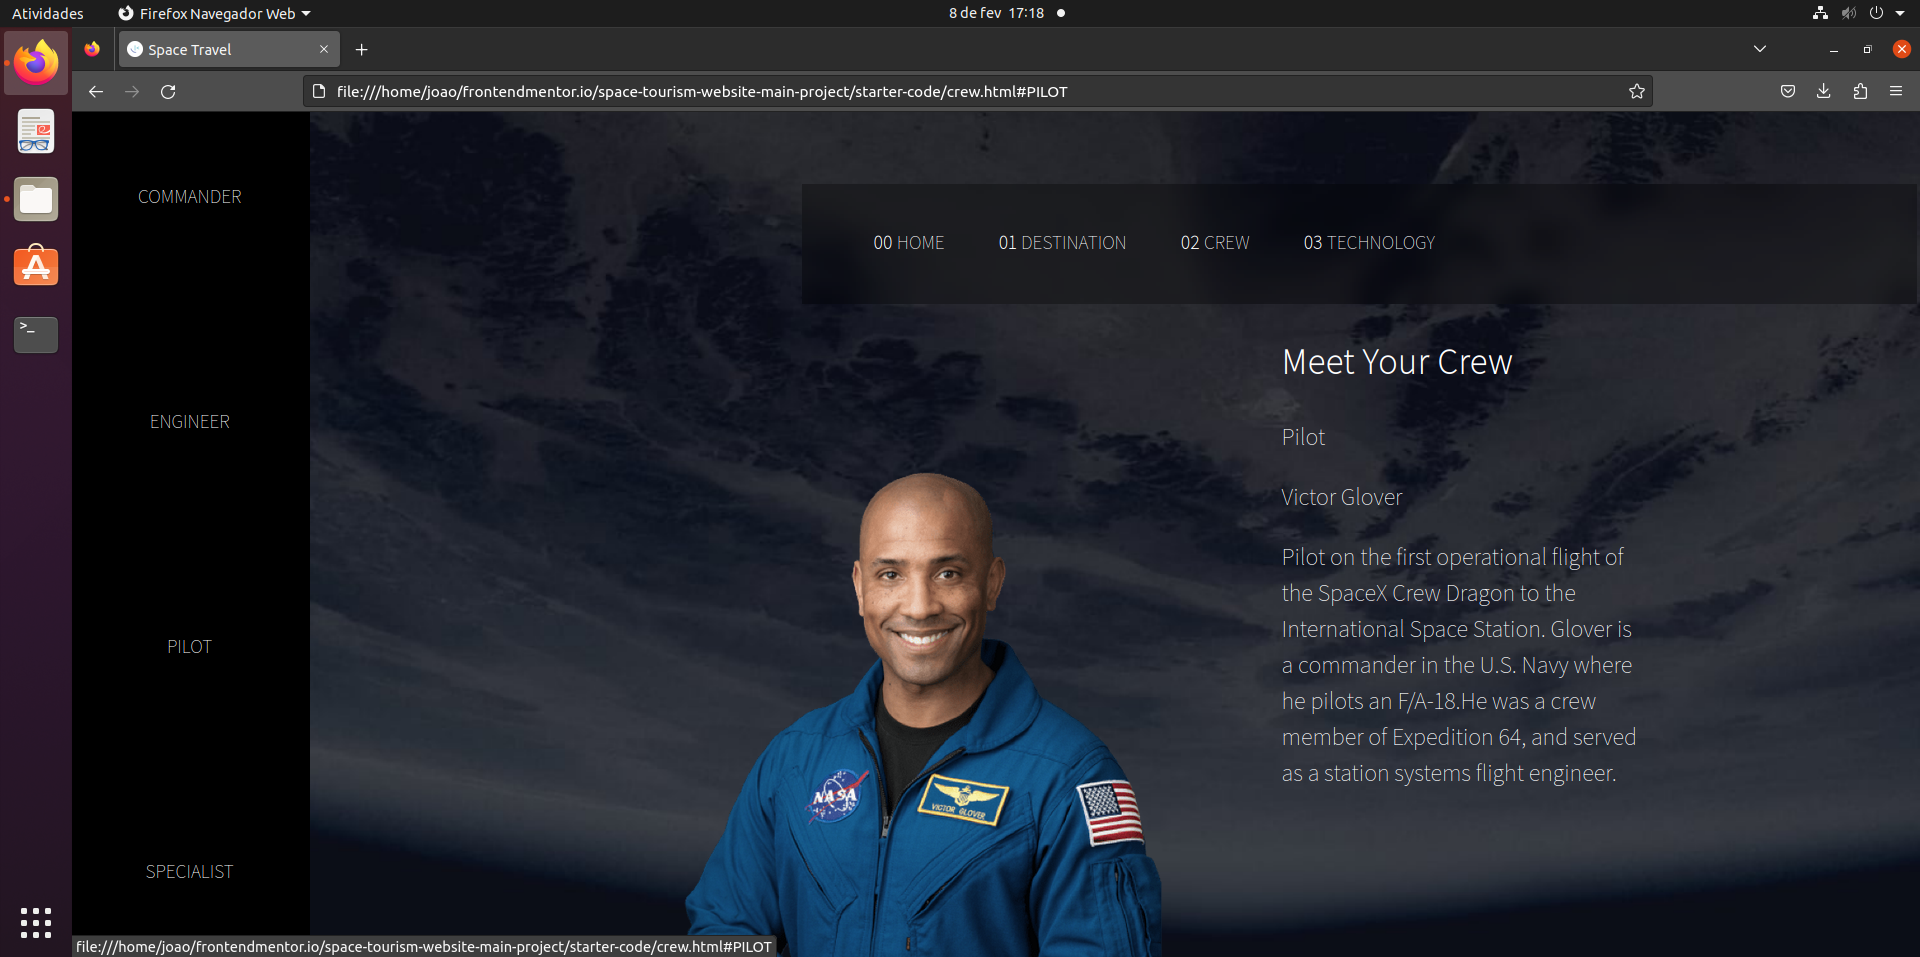 Atividades
Firefox Navegador Web
8 de fev 17:18
Space Travel
file:///home/joao/frontendmentor.io/space-tourism-website-main-project/starter-code/crew.html#PILOT
COMMANDER
ENGINEER
PILOT
SPECIALIST
00 HOME
01 DESTINATION
02 CREW
03 TECHNOLOGY
Meet Your Crew
Pilot
Victor Glover
Pilot on the first operational flight of
the SpaceX Crew Dragon to the
International Space Station. Glover is
a commander in the U.S. Navy where
he pilots an F/A-18.He was a crew
member of Expedition 64, and served
as a station systems flight engineer.
NASA
VICTOR GLOVER
file:///home/joao/frontendmentor.io/space-tourism-website-main-project/starter-code/crew.html#PILOT